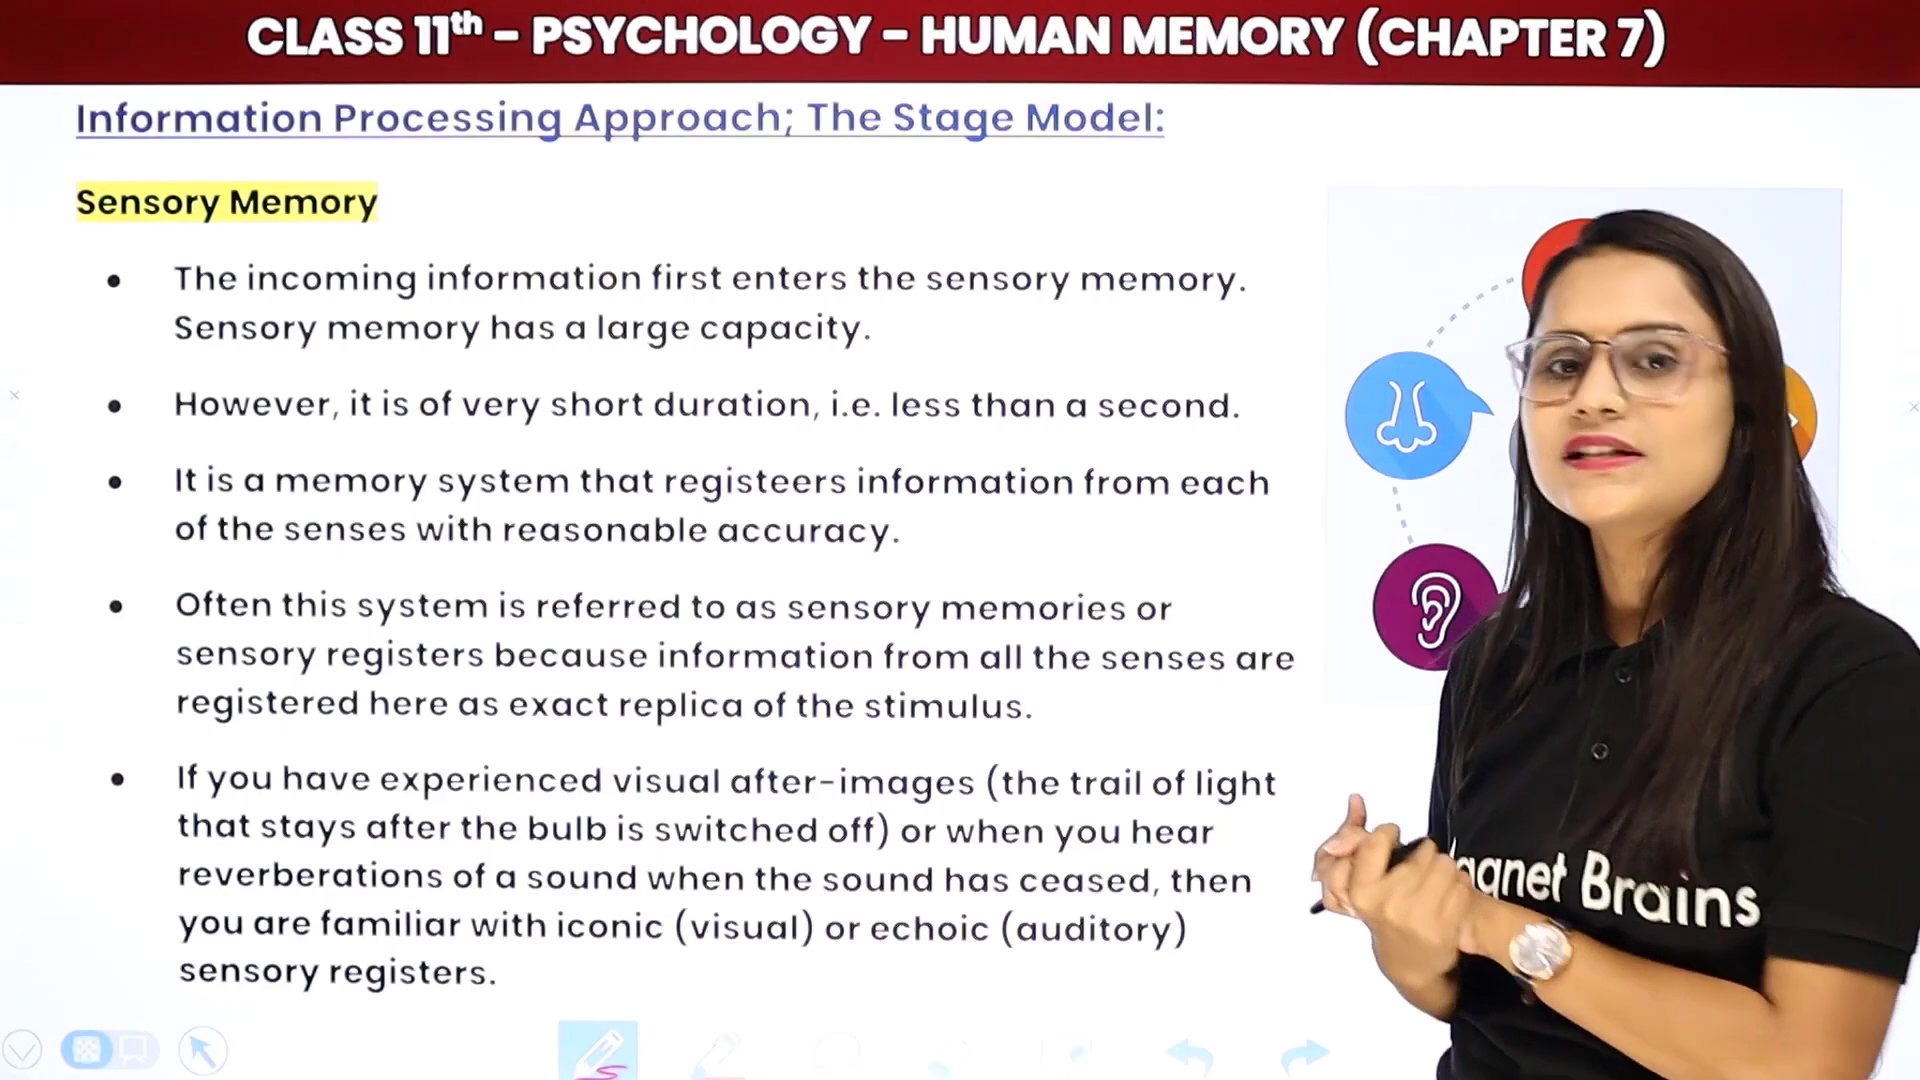 CLASS 11th - PSYCHOLOGY - HUMAN MEMORY (CHAPTER 7)
Information Processing Approach; The Stage Model:
Sensory Memory
• The incoming information first enters the sensory memory.
Sensory memory has a large capacity.
• However, it is of very short duration, i.e. less than a second.
• It is a memory system that registeers information from each
of the senses with reasonable accuracy.
• Often this system is referred to as sensory memories or
sensory registers because information from all the senses are
registered here as exact replica of the stimulus.
• If you have experienced visual after-images (the trail of light
that stays after the bulb is switched off) or when you hear
reverberations of a sound when the sound has ceased, then
you are familiar with iconic (visual) or echoic (auditory)
sensory registers.
agnet Brains